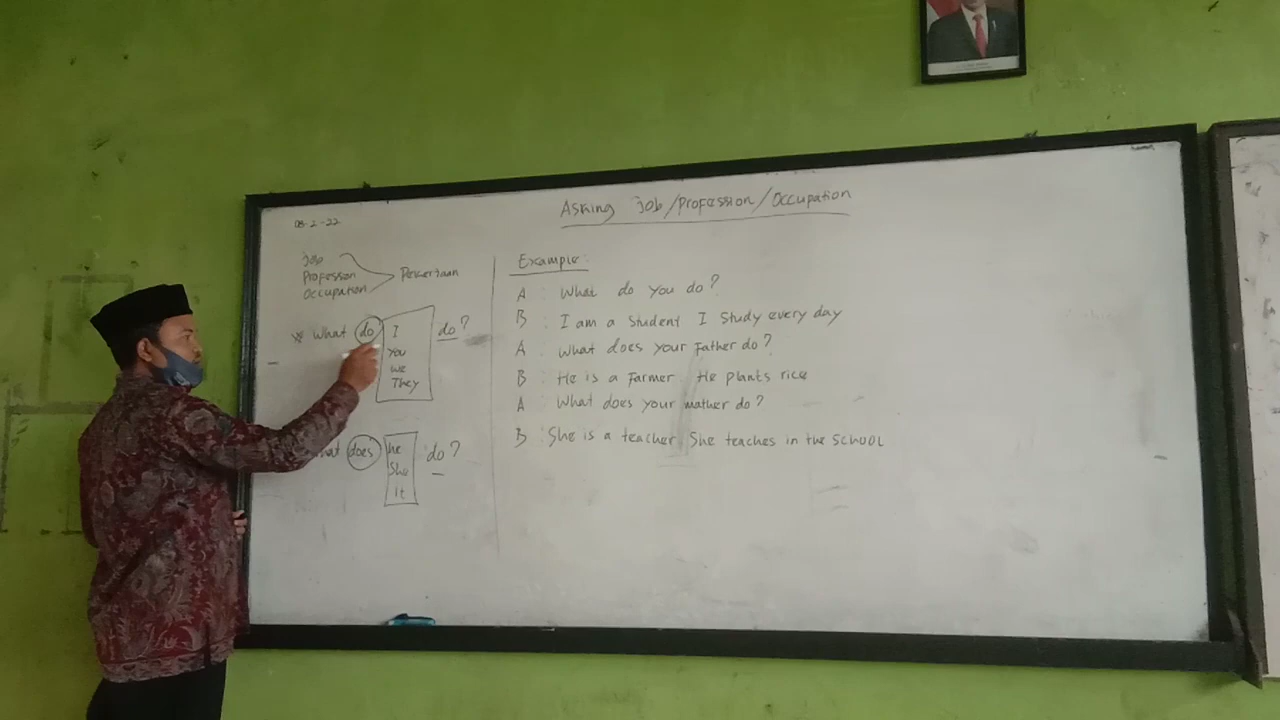 Asking Job/Profession/Occupation
08-2-22
Job
Profession
Occupation
Pekerjaan
* What do I do?
You
We
They
does he do?
She
It
Example:
A : What do you do?
B : I am a student I study every day
A : What does your Father do?
B : He is a Farmer He plants rice
A : What does your mather do?
B : She is a teacher She teaches in the SCHOOL